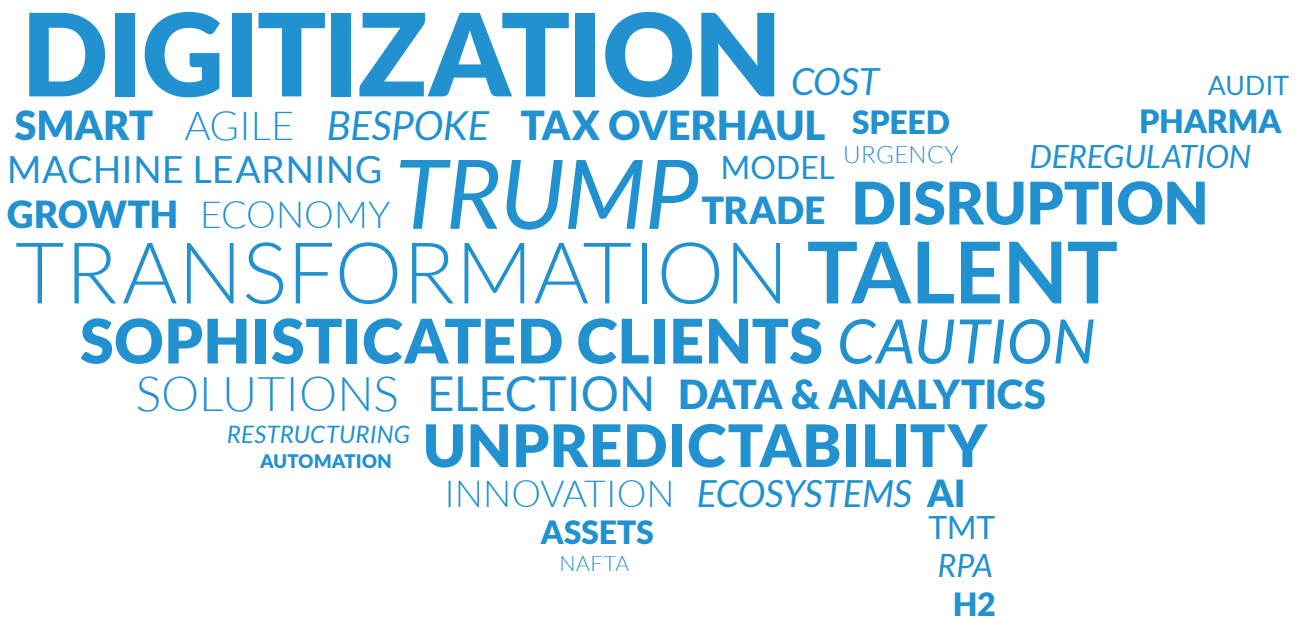 DIGITIZATION COST AUDIT
SMART AGILE BESPOKE TAX OVERHAUL SPEED PHARMA
MACHINE LEARNING TRUMP MODEL URGENCY DEREGULATION
GROWTH ECONOMY TRADE DISRUPTION
TRANSFORMATION TALENT
SOPHISTICATED CLIENTS CAUTION
SOLUTIONS ELECTION DATA & ANALYTICS
RESTRUCTURING UNPREDICTABILITY
AUTOMATION
INNOVATION ECOSYSTEMS AI
ASSETS TMT
NAFTA RPA
H2